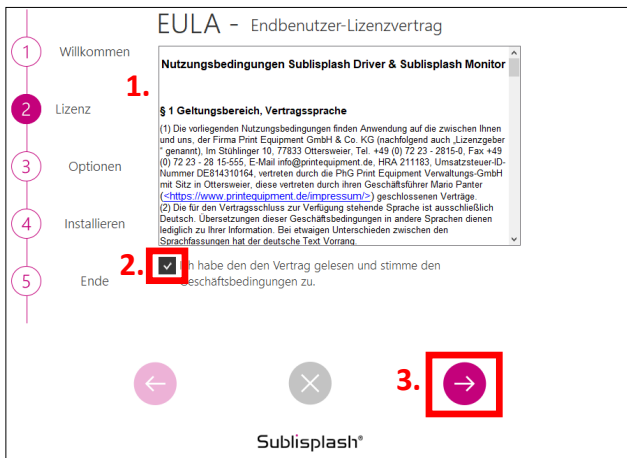 EULA - Endbenutzer-Lizenzvertrag
1 Willkommen
2 Lizenz
3 Optionen
4 Installieren
5 Ende
1.
Nutzungsbedingungen Sublisplash Driver & Sublisplash Monitor
§ 1 Geltungsbereich, Vertragssprache
(1) Die vorliegenden Nutzungsbedingungen finden Anwendung auf die zwischen Ihnen
und uns, der Firma Print Equipment GmbH & Co. KG (nachfolgend auch „Lizenzgeber
“ genannt), Im Stühlinger 10, 77833 Ottersweier, Tel. +49 (0) 72 23 - 2815-0, Fax +49
(0) 72 23 - 28 15-555, E-Mail info@printequipment.de, HRA 211183, Umsatzsteuer-ID-
Nummer DE814310164, vertreten durch die PhG Print Equipment Verwaltungs-GmbH
mit Sitz in Ottersweier, diese vertreten durch ihren Geschäftsführer Mario Panter
(<https://www.printequipment.de/impressum/>) geschlossenen Verträge.
(2) Die für den Vertragsschluss zur Verfügung stehende Sprache ist ausschließlich
Deutsch. Übersetzungen dieser Geschäftsbedingungen in andere Sprachen dienen
lediglich zu Ihrer Information. Bei etwaigen Unterschieden zwischen den
Sprachfassungen hat der deutsche Text Vorrang.
2.
Ich habe den den Vertrag gelesen und stimme den
Geschäftsbedingungen zu.
3.
Sublisplash®